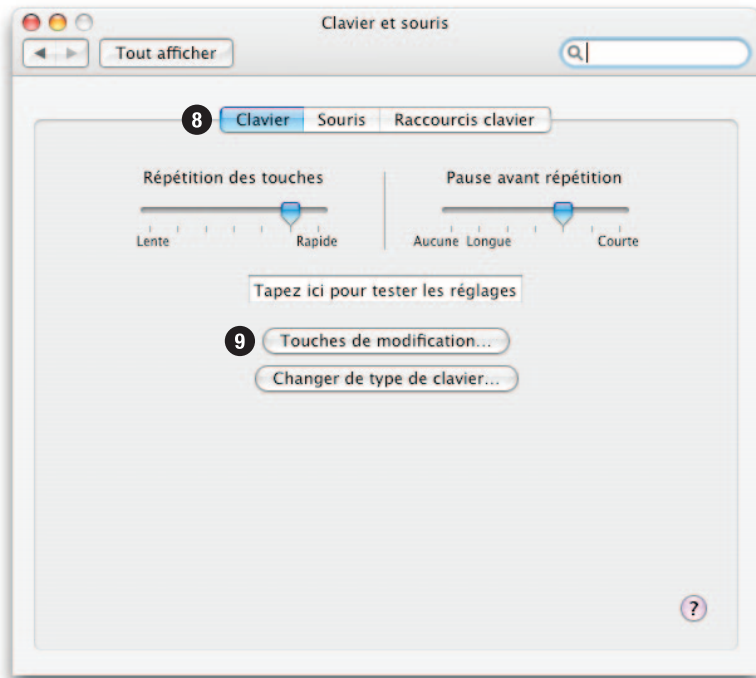 Clavier et souris
Tout afficher
8 Clavier Souris Raccourcis clavier
Répétition des touches Pause avant répétition
Lente Rapide Aucune Longue Courte
Tapez ici pour tester les réglages
9 Touches de modification...
Changer de type de clavier...
?